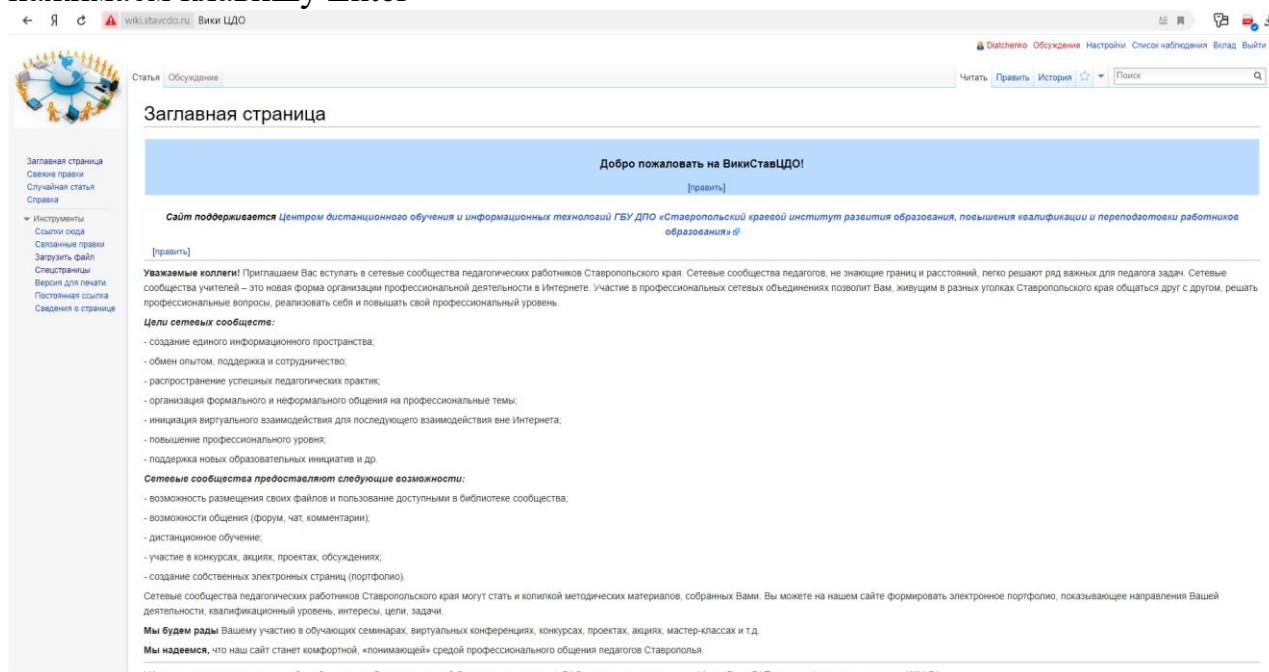 wiki.stavcdo.ru Вики ЦДО
Diatchenko Обсуждение Настройки Список наблюдения Вклад Выйти
Статья Обсуждение
Читать Править История Поиск
Заглавная страница
Добро пожаловать на ВикиСтавЦДО!
[править]
Сайт поддерживается Центром дистанционного обучения и информационных технологий ГБУ ДПО «Ставропольский краевой институт развития образования, повышения квалификации и переподготовки работников
образования»
[править]
Заглавная страница
Свежие правки
Случайная статья
Справка
Инструменты
Ссылки сюда
Связанные правки
Загрузить файл
Спецстраницы
Версия для печати
Постоянная ссылка
Сведения о странице
Уважаемые коллеги! Приглашаем Вас вступать в сетевые сообщества педагогических работников Ставропольского края. Сетевые сообщества педагогов, не знающие границ и расстояний, легко решают ряд важных для педагога задач. Сетевые
сообщества учителей – это новая форма организации профессиональной деятельности в Интернете. Участие в профессиональных сетевых объединениях позволит Вам, живущим в разных уголках Ставропольского края общаться друг с другом, решать
профессиональные вопросы, реализовать себя и повышать свой профессиональный уровень.
Цели сетевых сообществ:
- создание единого информационного пространства;
- обмен опытом, поддержка и сотрудничество;
- распространение успешных педагогических практик;
- организация формального и неформального общения на профессиональные темы;
- инициация виртуального взаимодействия для последующего взаимодействия вне Интернета;
- повышение профессионального уровня;
- поддержка новых образовательных инициатив и др.
Сетевые сообщества предоставляют следующие возможности:
- возможность размещения своих файлов и пользование доступными в библиотеке сообщества;
- возможности общения (форум, чат, комментарии);
- дистанционное обучение;
- участие в конкурсах, акциях, проектах, обсуждениях;
- создание собственных электронных страниц (портфолио).
Сетевые сообщества педагогических работников Ставропольского края могут стать и копилкой методических материалов, собранных Вами. Вы можете на нашем сайте формировать электронное портфолио, показывающее направления Вашей
деятельности, квалификационный уровень, интересы, цели, задачи.
Мы будем рады Вашему участию в обучающих семинарах, виртуальных конференциях, конкурсах, проектах, акциях, мастер-классах и т.д.
Мы надеемся, что наш сайт станет комфортной, «понимающей» средой профессионального общения педагогов Ставрополья.